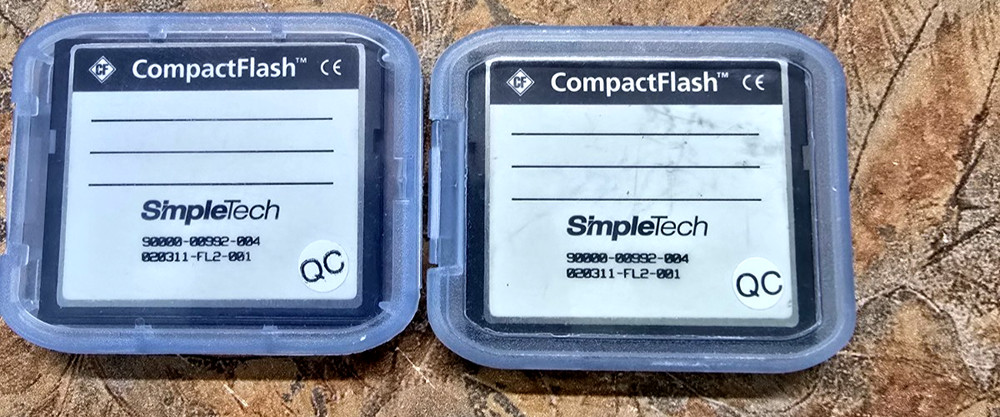 CF CompactFlash™ CE
SimpleTech
90000-00992-004
020311-FL2-001
QC
CF CompactFlash™ CE
SimpleTech
90000-00992-004
020311-FL2-001
QC